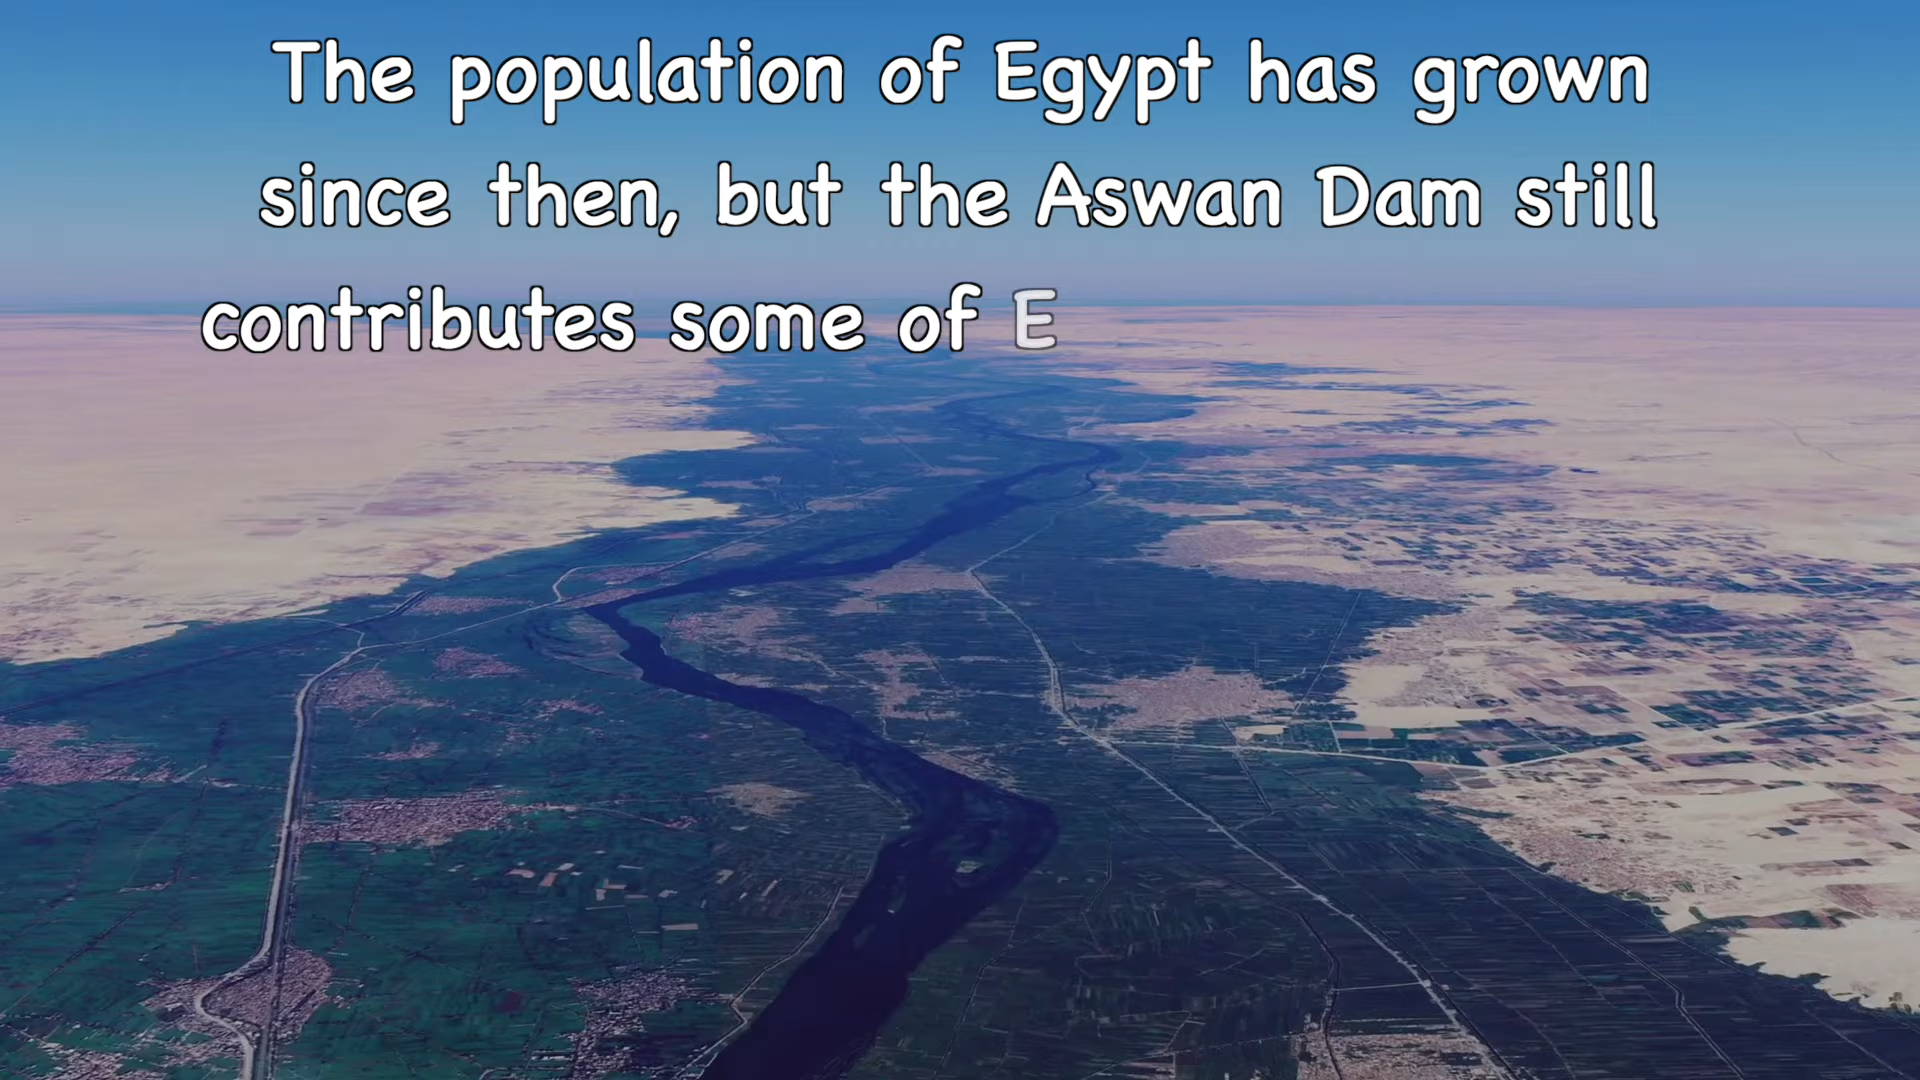 The population of Egypt has grown
since then, but the Aswan Dam still
contributes some of E